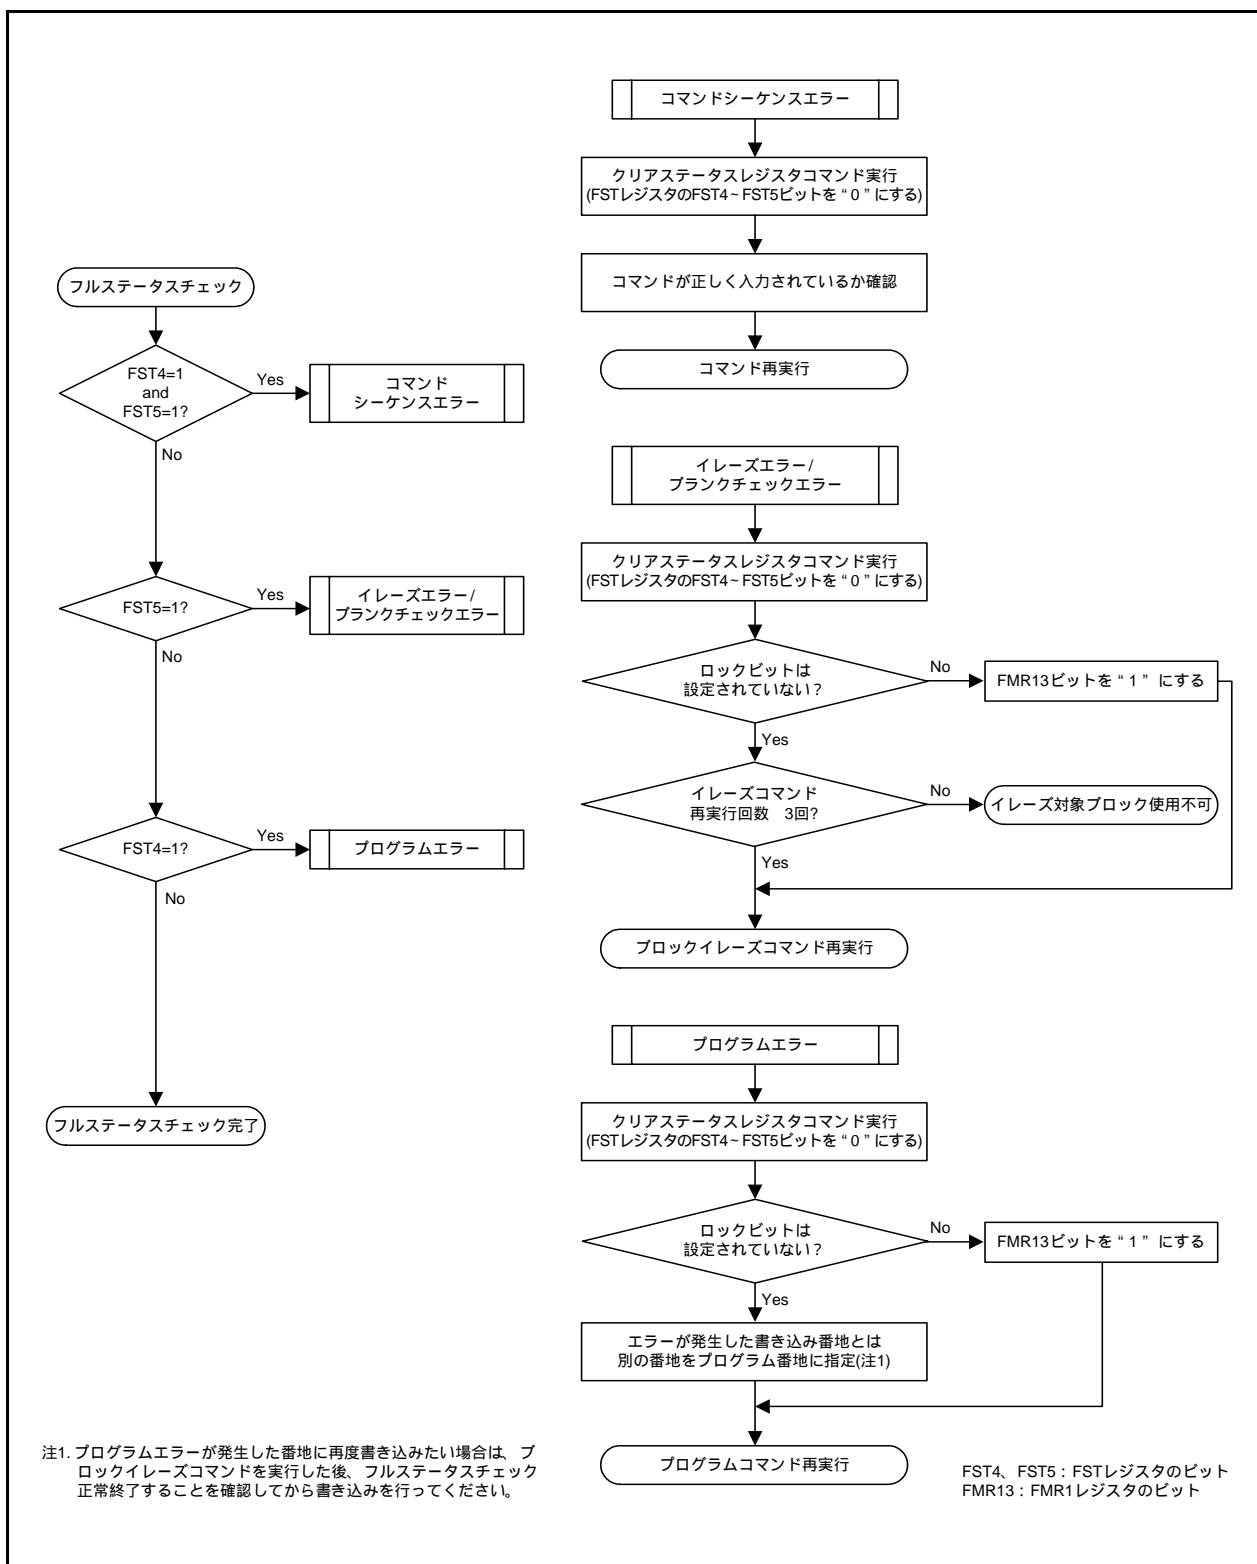 フルステータスチェック
FST4=1
and
FST5=1?
Yes
コマンド
シーケンスエラー
No
FST5=1?
Yes
イレーズエラー/
ブランクチェックエラー
No
FST4=1?
Yes
プログラムエラー
No
フルステータスチェック完了
コマンドシーケンスエラー
クリアステータスレジスタコマンド実行
(FSTレジスタのFST4~FST5ビットを“0”にする)
コマンドが正しく入力されているか確認
コマンド再実行
イレーズエラー/
ブランクチェックエラー
クリアステータスレジスタコマンド実行
(FSTレジスタのFST4~FST5ビットを“0”にする)
ロックビットは
設定されていない?
No
FMR13ビットを“1”にする
Yes
イレーズコマンド
再実行回数 3回?
No
イレーズ対象ブロック使用不可
Yes
ブロックイレーズコマンド再実行
プログラムエラー
クリアステータスレジスタコマンド実行
(FSTレジスタのFST4~FST5ビットを“0”にする)
ロックビットは
設定されていない?
No
FMR13ビットを“1”にする
Yes
エラーが発生した書き込み番地とは
別の番地をプログラム番地に指定(注1)
プログラムコマンド再実行
注1. プログラムエラーが発生した番地に再度書き込みたい場合は、ブ
ロックイレーズコマンドを実行した後、フルステータスチェック
正常終了することを確認してから書き込みを行ってください。
FST4、FST5:FSTレジスタのビット
FMR13:FMR1レジスタのビット